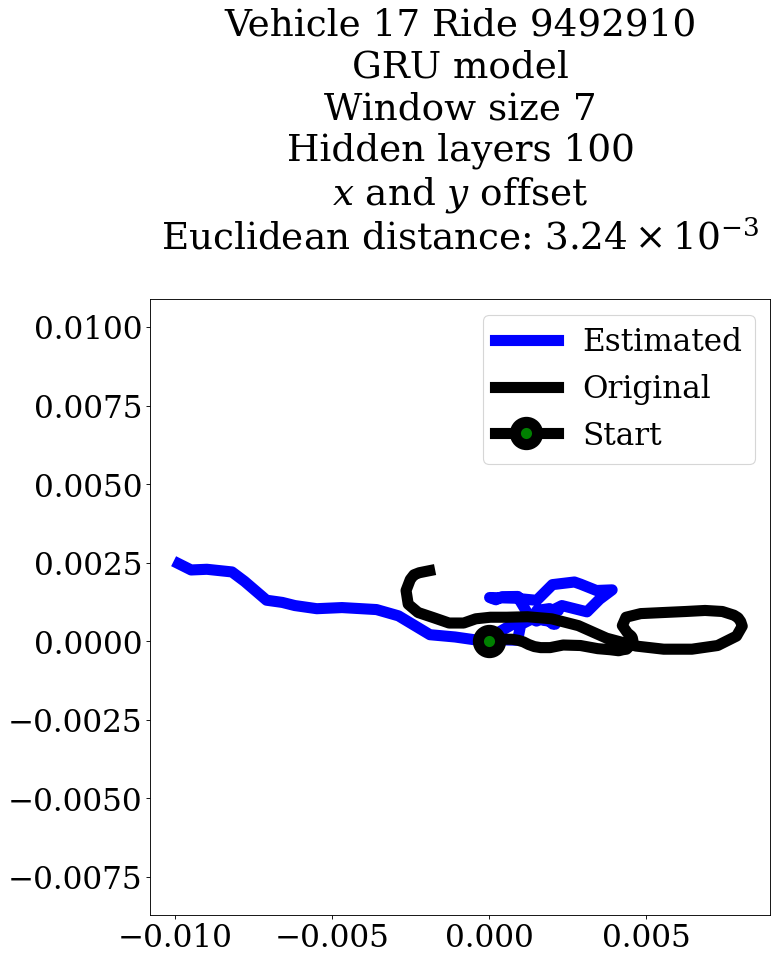 Vehicle 17 Ride 9492910
GRU model
Window size 7
Hidden layers 100
x and y offset
Euclidean distance: 3.24 × 10⁻³
Estimated
Original
Start
0.0100
0.0075
0.0050
0.0025
0.0000
−0.0025
−0.0050
−0.0075
−0.010 −0.005 0.000 0.005